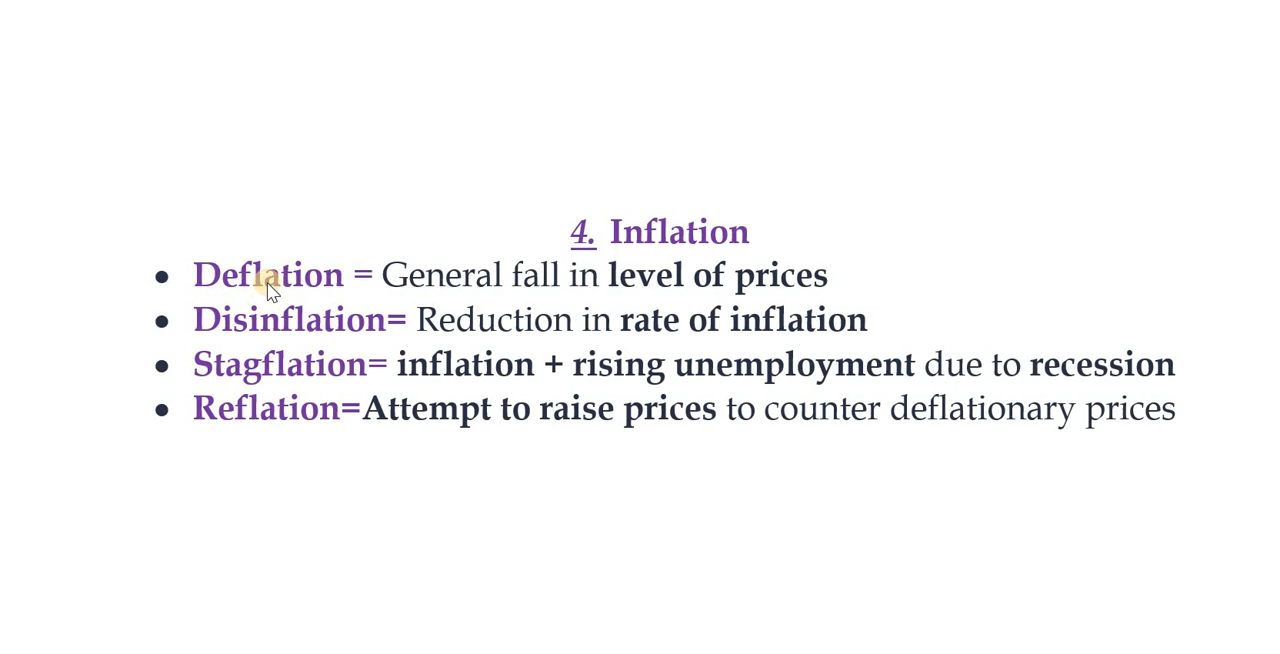 4. Inflation
• Deflation = General fall in level of prices
• Disinflation= Reduction in rate of inflation
• Stagflation= inflation + rising unemployment due to recession
• Reflation=Attempt to raise prices to counter deflationary prices